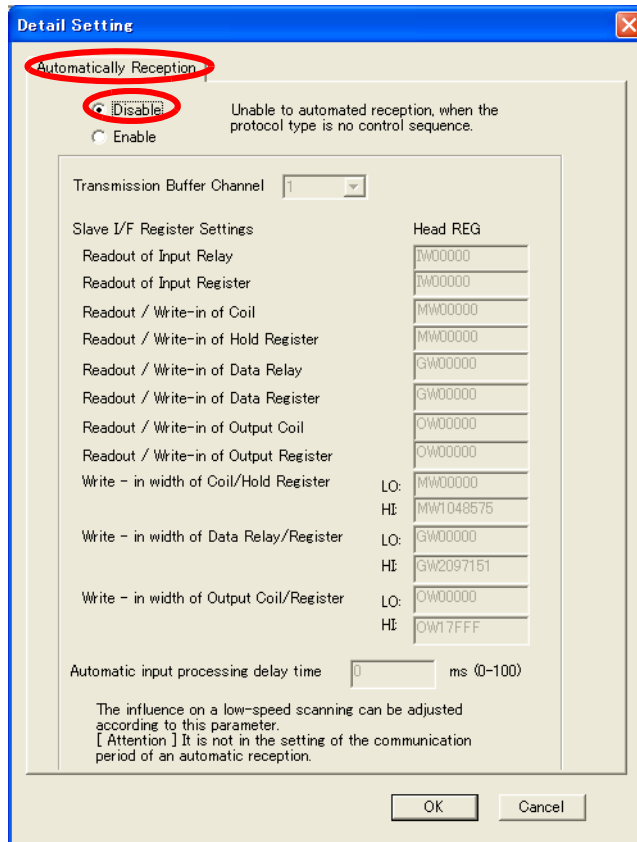 Detail Setting
Automatically Reception
Disable
Unable to automated reception, when the
protocol type is no control sequence.
Enable
Transmission Buffer Channel 1
Slave I/F Register Settings Head REG
Readout of Input Relay IW00000
Readout of Input Register IW00000
Readout / Write-in of Coil MW00000
Readout / Write-in of Hold Register MW00000
Readout / Write-in of Data Relay GW00000
Readout / Write-in of Data Register GW00000
Readout / Write-in of Output Coil OW00000
Readout / Write-in of Output Register OW00000
Write - in width of Coil/Hold Register LO: MW00000
HI: MW1048575
Write - in width of Data Relay/Register LO: GW00000
HI: GW2097151
Write - in width of Output Coil/Register LO: OW00000
HI: OW17FFF
Automatic input processing delay time 0 ms (0-100)
The influence on a low-speed scanning can be adjusted
according to this parameter.
[ Attention ] It is not in the setting of the communication
period of an automatic reception.
OK Cancel